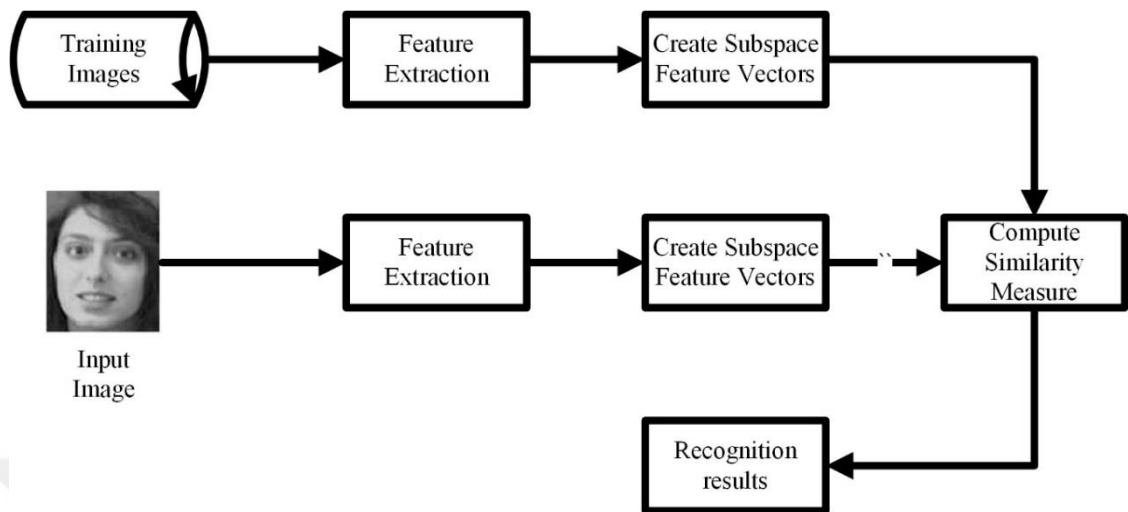 Training
Images
Feature
Extraction
Create Subspace
Feature Vectors
Feature
Extraction
Create Subspace
Feature Vectors
``
Compute
Similarity
Measure
Input
Image
Recognition
results